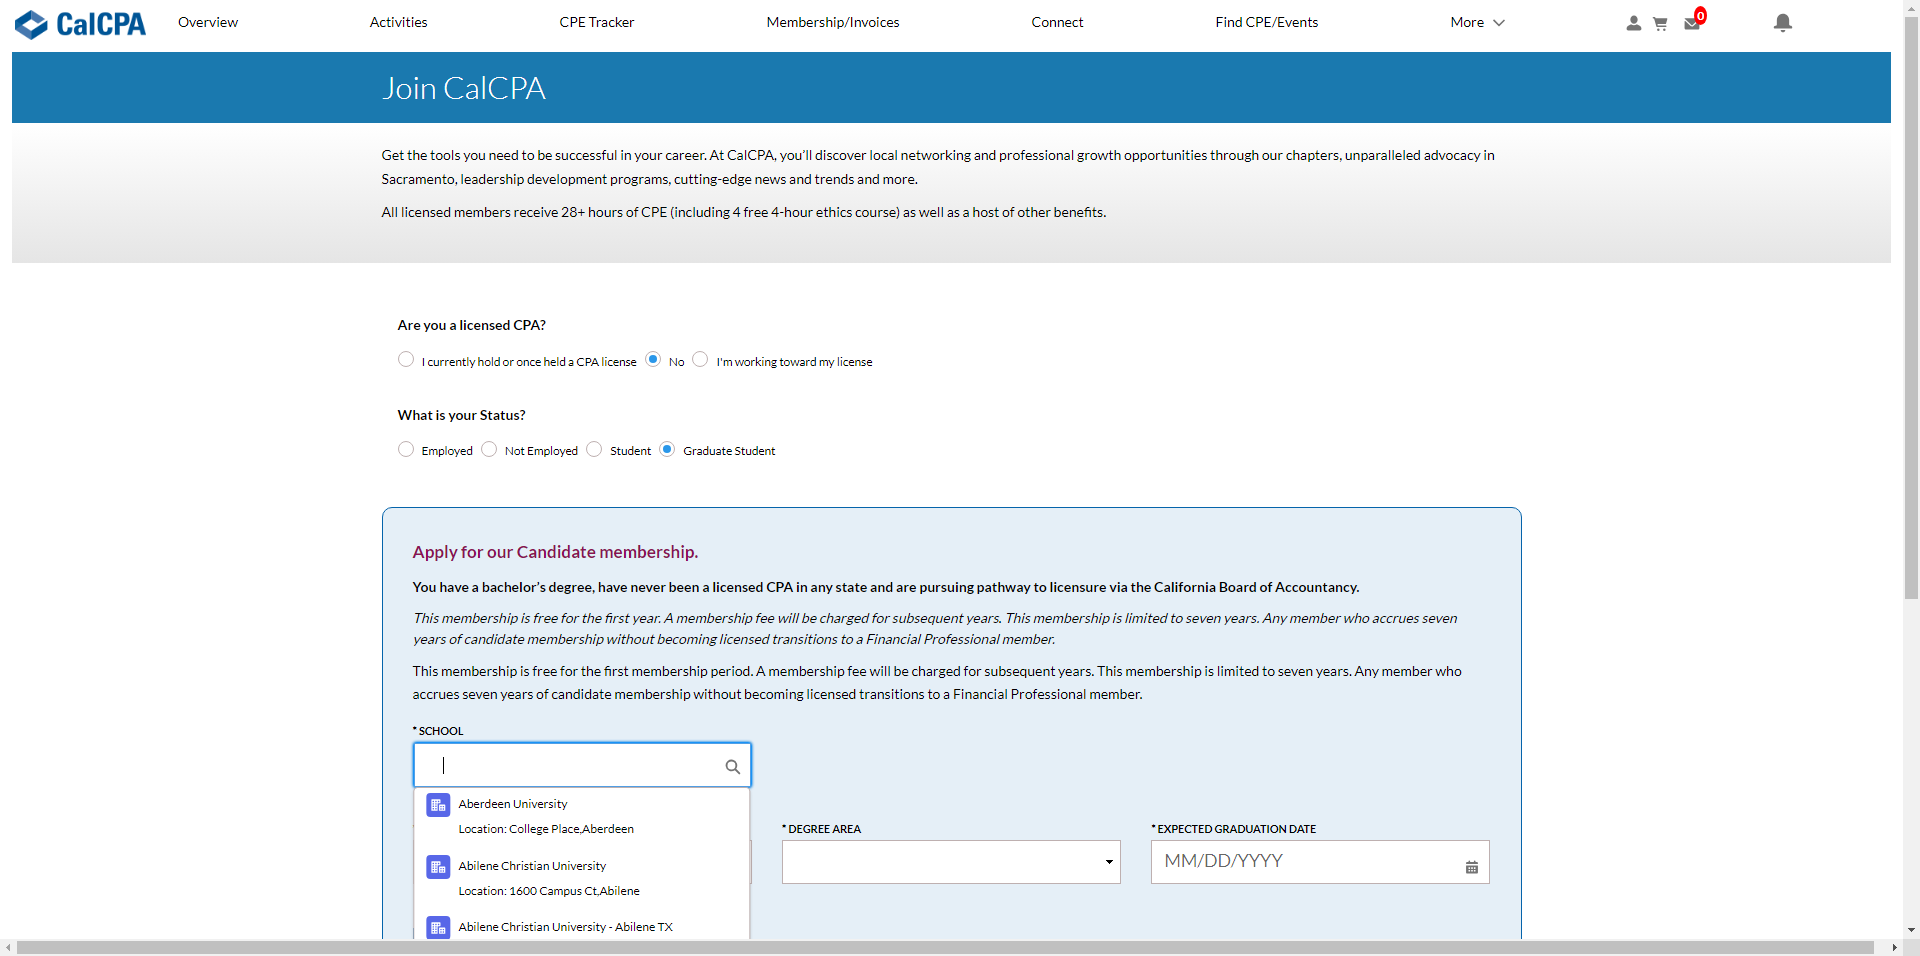 CalCPA
Overview
Activities
CPE Tracker
Membership/Invoices
Connect
Find CPE/Events
More
0
Join CalCPA
Get the tools you need to be successful in your career. At CalCPA, you’ll discover local networking and professional growth opportunities through our chapters, unparalleled advocacy in
Sacramento, leadership development programs, cutting-edge news and trends and more.
All licensed members receive 28+ hours of CPE (including 4 free 4-hour ethics course) as well as a host of other benefits.
Are you a licensed CPA?
I currently hold or once held a CPA license No I'm working toward my license
What is your Status?
Employed Not Employed Student Graduate Student
Apply for our Candidate membership.
You have a bachelor’s degree, have never been a licensed CPA in any state and are pursuing pathway to licensure via the California Board of Accountancy.
This membership is free for the first year. A membership fee will be charged for subsequent years. This membership is limited to seven years. Any member who accrues seven
years of candidate membership without becoming licensed transitions to a Financial Professional member.
This membership is free for the first membership period. A membership fee will be charged for subsequent years. This membership is limited to seven years. Any member who
accrues seven years of candidate membership without becoming licensed transitions to a Financial Professional member.
* SCHOOL
Aberdeen University
Location: College Place,Aberdeen
Abilene Christian University
Location: 1600 Campus Ct,Abilene
Abilene Christian University - Abilene TX
* DEGREE AREA
* EXPECTED GRADUATION DATE
MM/DD/YYYY